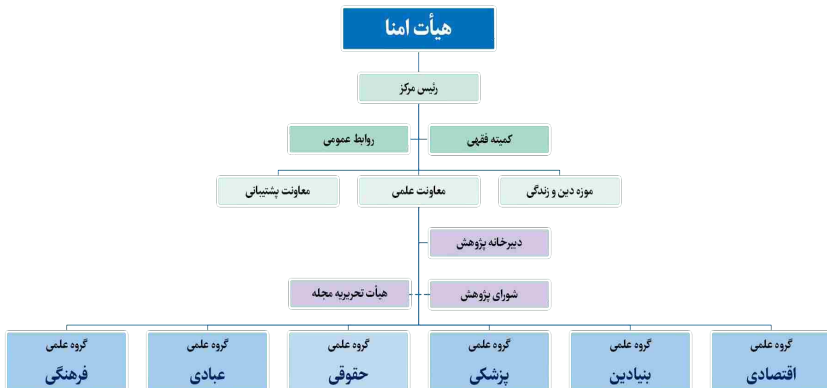 هیأت امنا
رئیس مرکز
کمیته فقهی
روابط عمومی
موزه دین و زندگی
معاونت علمی
معاونت پشتیبانی
دبیرخانه پژوهش
شورای پژوهش
هیأت تحریریه مجله
گروه علمی
اقتصادی
گروه علمی
بنیادین
گروه علمی
پزشکی
گروه علمی
حقوقی
گروه علمی
عبادی
گروه علمی
فرهنگی